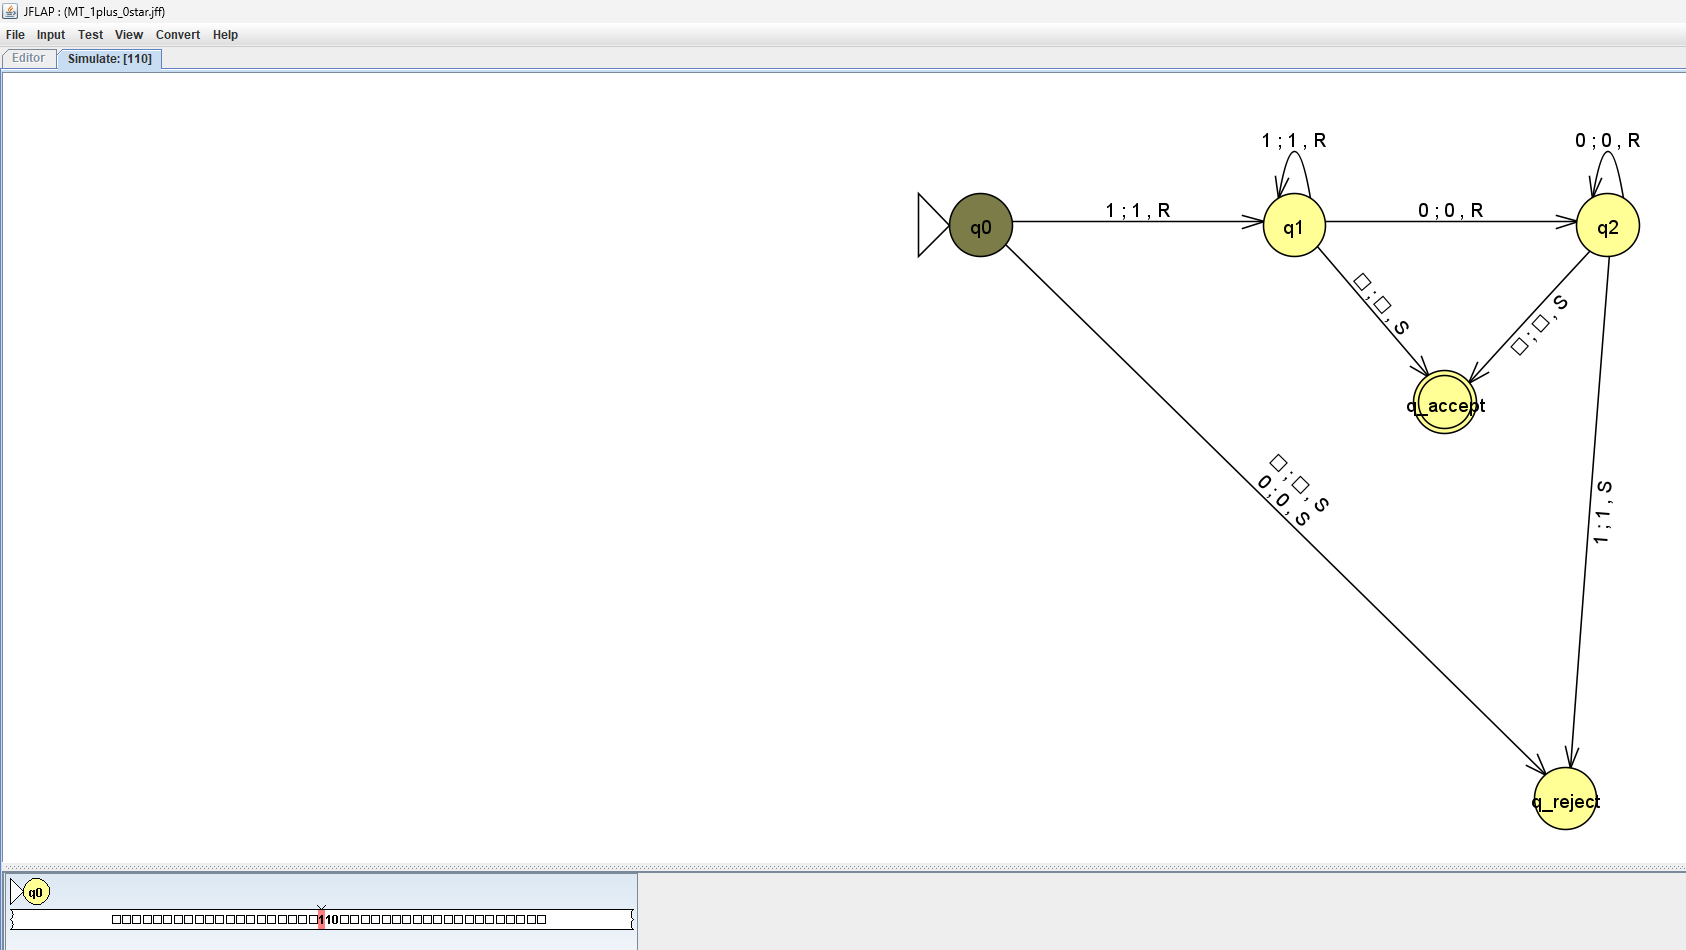 JFLAP : (MT_1plus_0star.jff)
File Input Test View Convert Help
Editor Simulate: [110]
1 ; 1 , R
0 ; 0 , R
1 ; 1 , R
0 ; 0 , R
q0
q1
q2
□ ; □ , S
□ ; □ , S
q_accept
□ ; □ , S
0 ; 0 , S
1 ; 1 , S
q_reject
q0
□□□□□□□□□□□□□□□□□□□□110□□□□□□□□□□□□□□□□□□□□